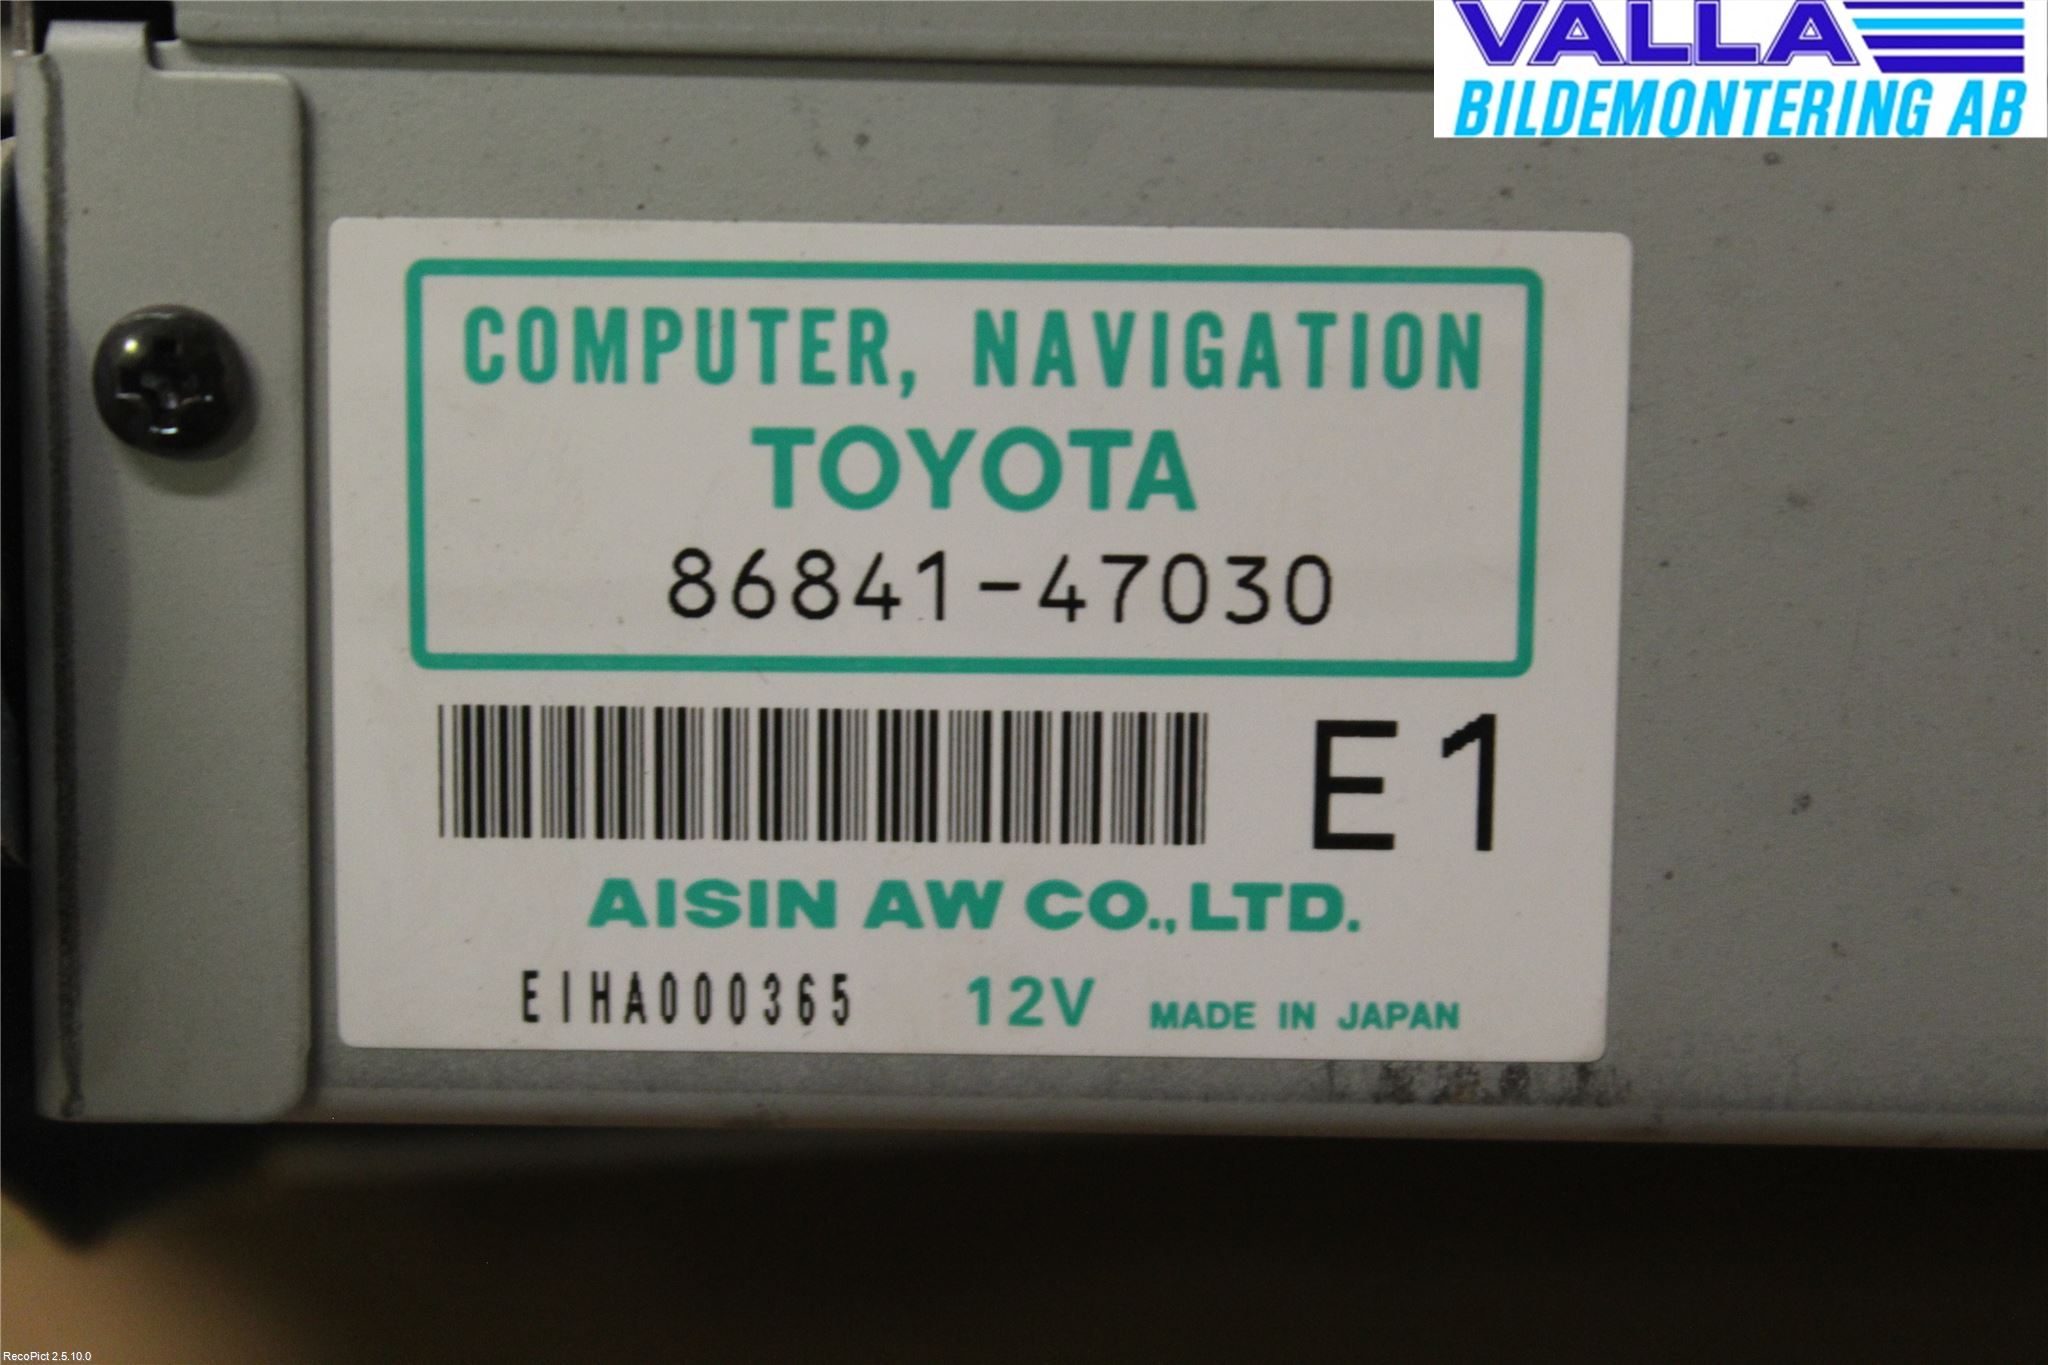 VALLA
BILDEMONTERING AB
COMPUTER, NAVIGATION
TOYOTA
86841-47030
E1
AISIN AW CO., LTD.
EIHA000365 12V MADE IN JAPAN
RecoPict 2.5.10.0